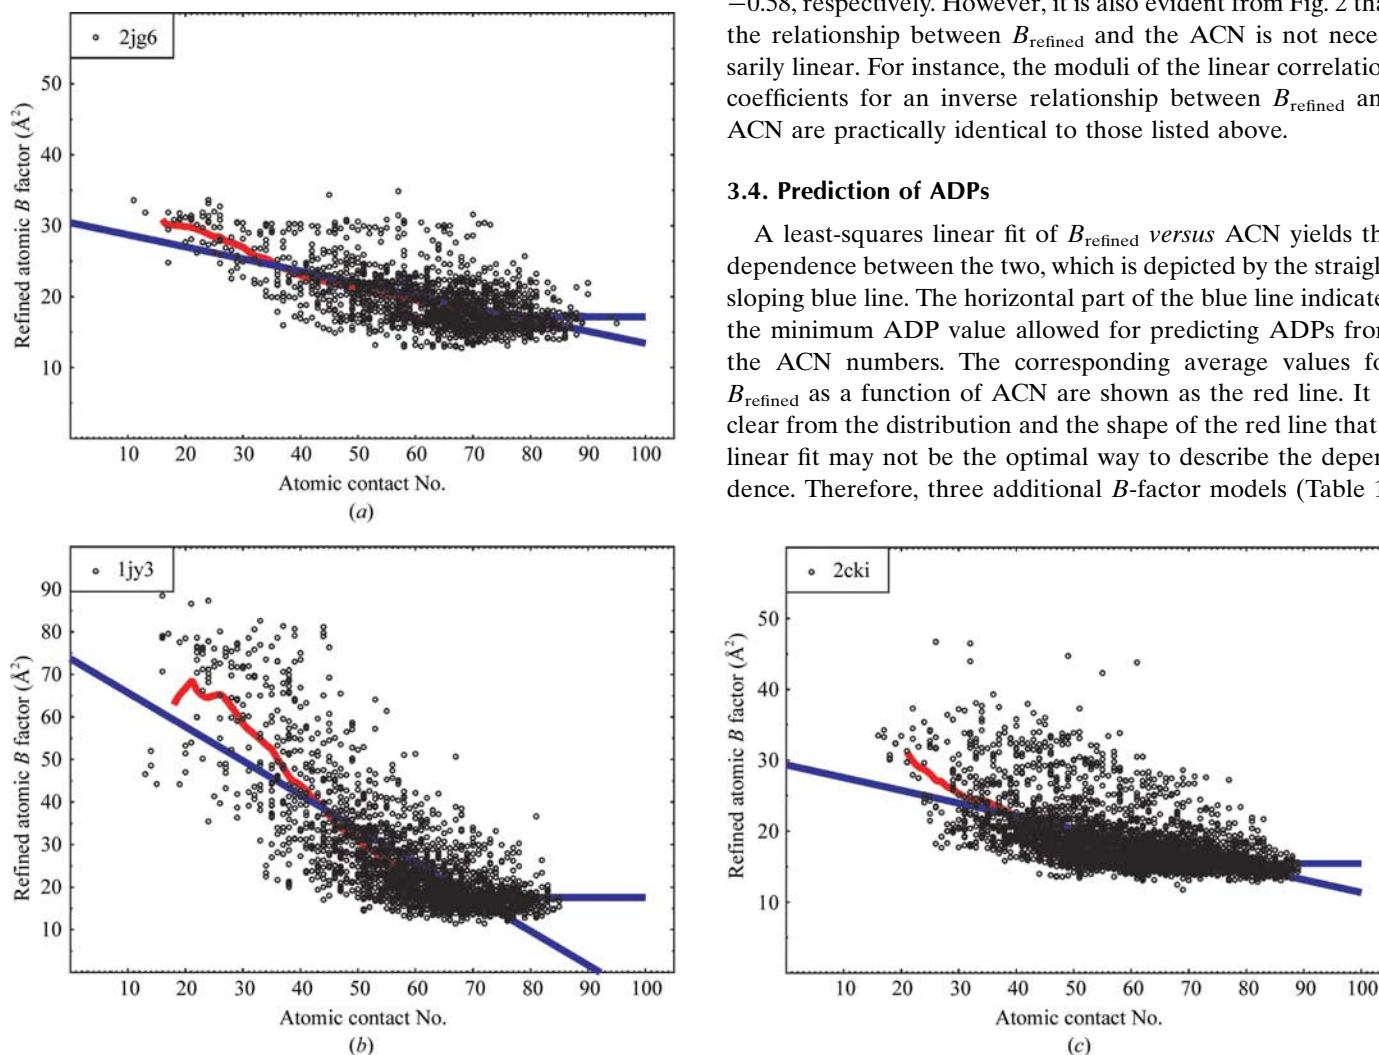 2jg6
50
40
30
20
10
Refined atomic B factor (Å²)
10 20 30 40 50 60 70 80 90 100
Atomic contact No.
(a)
−0.58, respectively. However, it is also evident from Fig. 2 tha
the relationship between B_refined and the ACN is not neces
sarily linear. For instance, the moduli of the linear correlatio
coefficients for an inverse relationship between B_refined an
ACN are practically identical to those listed above.
3.4. Prediction of ADPs
A least-squares linear fit of B_refined versus ACN yields th
dependence between the two, which is depicted by the straigh
sloping blue line. The horizontal part of the blue line indicate
the minimum ADP value allowed for predicting ADPs from
the ACN numbers. The corresponding average values fo
B_refined as a function of ACN are shown as the red line. It
clear from the distribution and the shape of the red line that
linear fit may not be the optimal way to describe the depen
dence. Therefore, three additional B-factor models (Table 1
1jy3
90
80
70
60
50
40
30
20
10
Refined atomic B factor (Å²)
10 20 30 40 50 60 70 80 90 100
Atomic contact No.
(b)
2cki
50
40
30
20
10
Refined atomic B factor (Å²)
10 20 30 40 50 60 70 80 90 100
Atomic contact No.
(c)